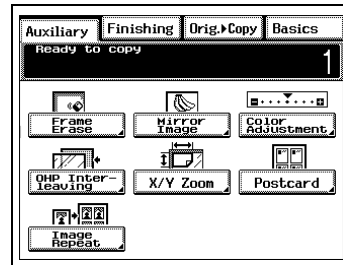 Auxiliary Finishing Orig.▸Copy Basics
Ready to copy
1
Frame
Erase
Mirror
Image
Color
Adjustment
OHP Inter-
leaving
X/Y Zoom
Postcard
Image
Repeat